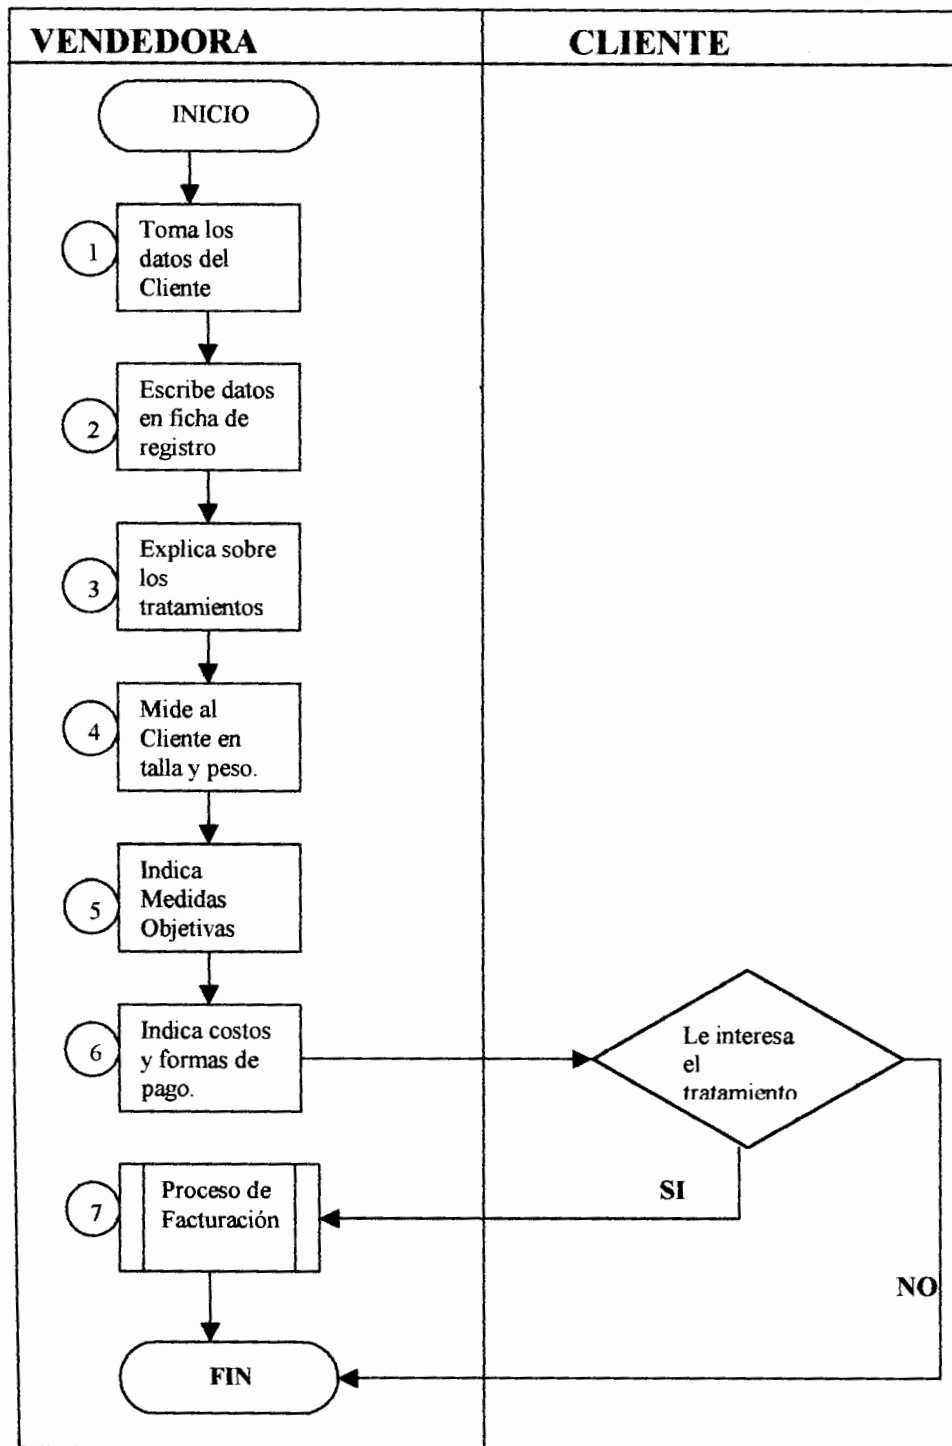 VENDEDORA
CLIENTE
INICIO
1
Toma los
datos del
Cliente
2
Escribe datos
en ficha de
registro
3
Explica sobre
los
tratamientos
4
Mide al
Cliente en
talla y peso.
5
Indica
Medidas
Objetivas
6
Indica costos
y formas de
pago.
Le interesa
el
tratamiento
SI
7
Proceso de
Facturación
NO
FIN